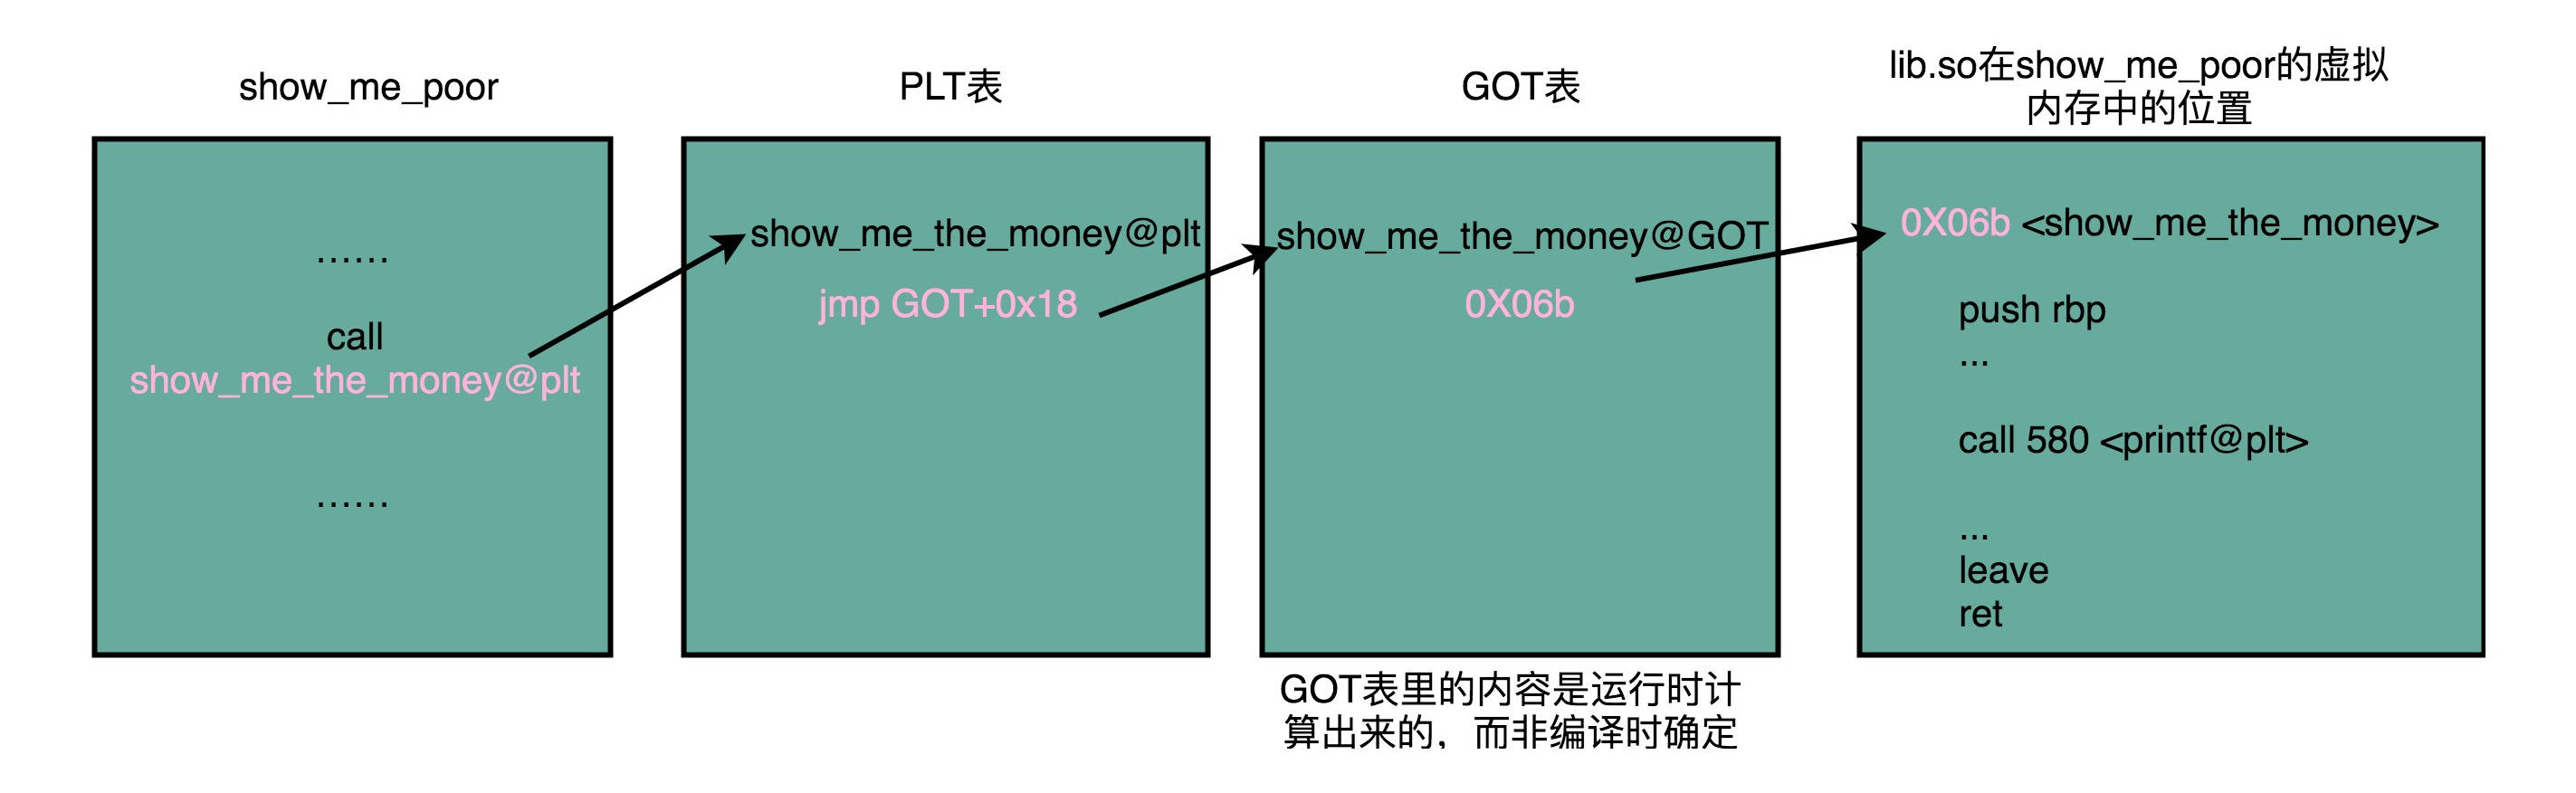 show_me_poor
……
call
show_me_the_money@plt
……
PLT表
show_me_the_money@plt
jmp GOT+0x18
GOT表
show_me_the_money@GOT
0X06b
GOT表里的内容是运行时计
算出来的，而非编译时确定
lib.so在show_me_poor的虚拟
内存中的位置
0X06b <show_me_the_money>
push rbp
...
call 580 <printf@plt>
...
leave
ret